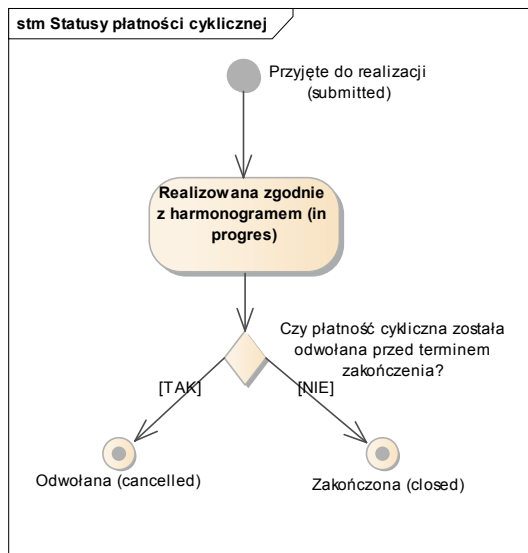 stm Statusy płatności cyklicznej
Przyjęte do realizacji
(submitted)
Realizowana zgodnie
z harmonogramem (in
progres)
Czy płatność cykliczna została
odwołana przed terminem
zakończenia?
[TAK]
[NIE]
Odwołana (cancelled)
Zakończona (closed)